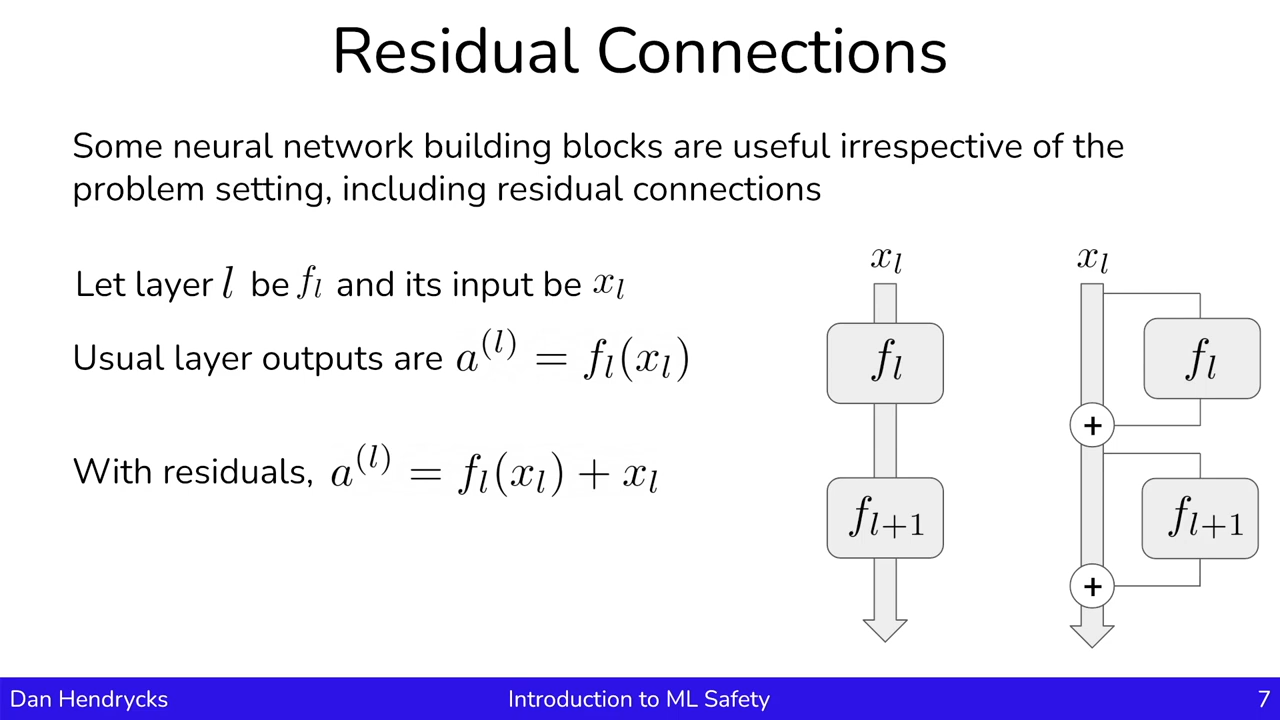 Residual Connections
Some neural network building blocks are useful irrespective of the
problem setting, including residual connections
Let layer l be f_l and its input be x_l
Usual layer outputs are a^{(l)} = f_l(x_l)
With residuals, a^{(l)} = f_l(x_l) + x_l
x_l
f_l
f_{l+1}
x_l
f_l
+
f_{l+1}
+
Dan Hendrycks
Introduction to ML Safety
7